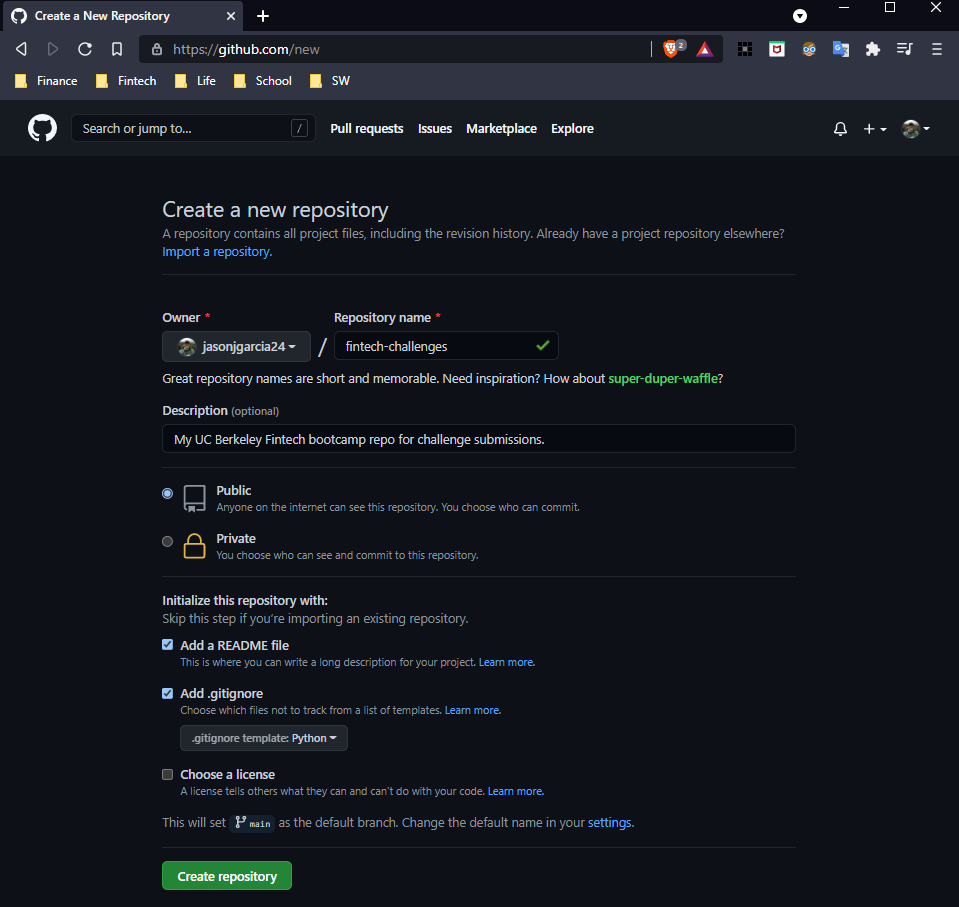 Create a New Repository
https://github.com/new
2
Finance Fintech Life School SW
Search or jump to... / Pull requests Issues Marketplace Explore
Create a new repository
A repository contains all project files, including the revision history. Already have a project repository elsewhere?
Import a repository.
Owner * Repository name *
jasonjgarcia24 / fintech-challenges
Great repository names are short and memorable. Need inspiration? How about super-duper-waffle?
Description (optional)
My UC Berkeley Fintech bootcamp repo for challenge submissions.
Public
Anyone on the internet can see this repository. You choose who can commit.
Private
You choose who can see and commit to this repository.
Initialize this repository with:
Skip this step if you're importing an existing repository.
Add a README file
This is where you can write a long description for your project. Learn more.
Add .gitignore
Choose which files not to track from a list of templates. Learn more.
.gitignore template: Python
Choose a license
A license tells others what they can and can't do with your code. Learn more.
This will set main as the default branch. Change the default name in your settings.
Create repository